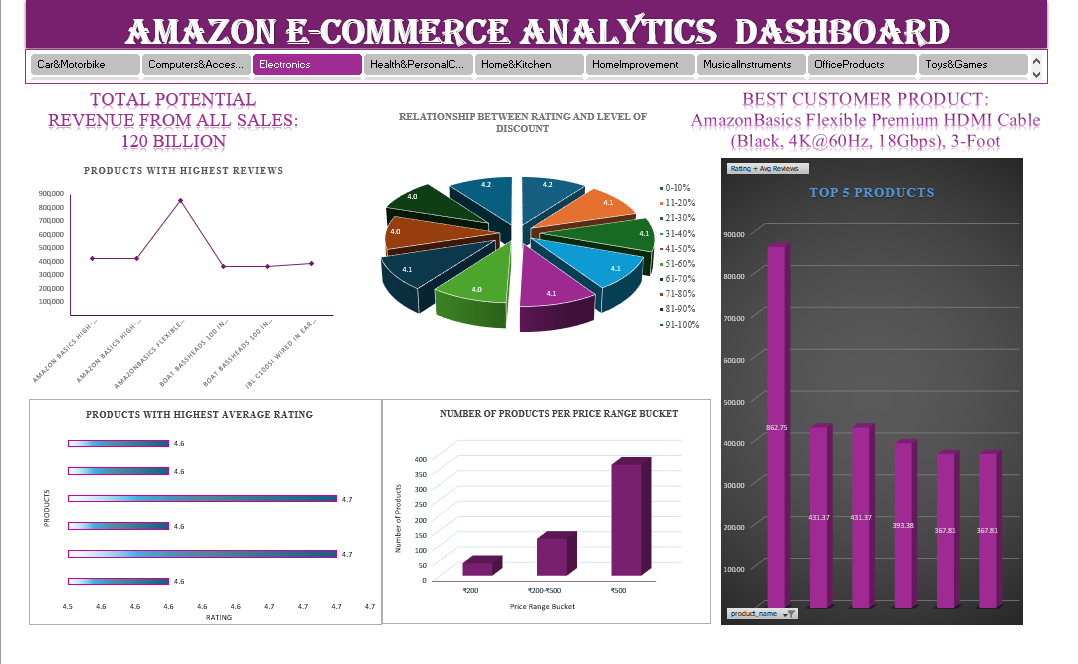 AMAZON E-COMMERCE ANALYTICS DASHBOARD
Car&Motorbike
Computers&Acces...
Electronics
Health&PersonalC...
Home&Kitchen
HomeImprovement
MusicalInstruments
OfficeProducts
Toys&Games
TOTAL POTENTIAL
REVENUE FROM ALL SALES:
120 BILLION
PRODUCTS WITH HIGHEST REVIEWS
900,000
800,000
700,000
600,000
500,000
400,000
300,000
200,000
100,000
AMAZON BASICS HIGH-...
AMAZON BASICS HIGH-...
AMAZONBASICS FLEXIBLE...
BOAT BASSHEADS 100 IN...
BOAT BASSHEADS 100 IN...
JBL C100SI WIRED IN EAR...
RELATIONSHIP BETWEEN RATING AND LEVEL OF
DISCOUNT
4.2
4.2
4.0
4.1
4.0
4.1
4.1
4.1
4.0
4.1
0-10%
11-20%
21-30%
31-40%
41-50%
51-60%
61-70%
71-80%
81-90%
91-100%
BEST CUSTOMER PRODUCT:
AmazonBasics Flexible Premium HDMI Cable
(Black, 4K@60Hz, 18Gbps), 3-Foot
Rating + Avg Reviews
TOP 5 PRODUCTS
900.00
800.00
700.00
600.00
500.00
400.00
300.00
200.00
100.00
862.75
431.37
431.37
393.38
367.81
367.81
product_name
PRODUCTS WITH HIGHEST AVERAGE RATING
PRODUCTS
4.6
4.6
4.7
4.6
4.7
4.6
4.5
4.6
4.6
4.6
4.6
4.6
4.7
4.7
4.7
4.7
RATING
NUMBER OF PRODUCTS PER PRICE RANGE BUCKET
Number of Products
400
350
300
250
200
150
100
50
0
₹200
₹200-₹500
₹500
Price Range Bucket